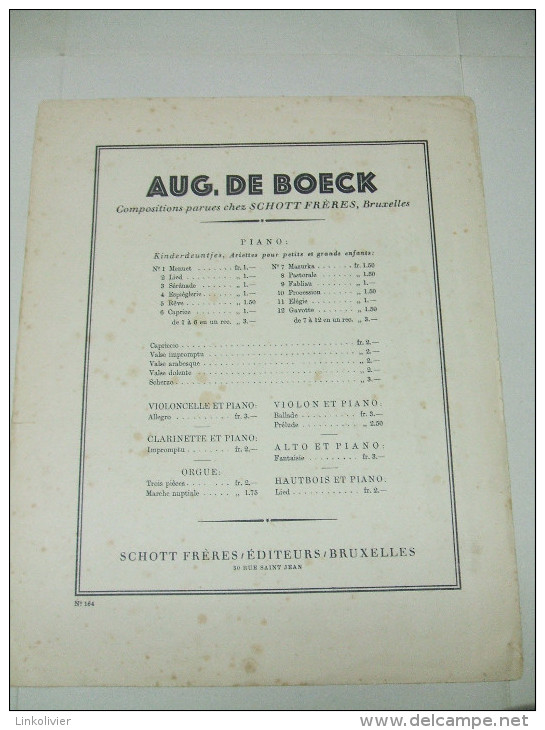 AUG. DE BOECK
Compositions parues chez SCHOTT FRÈRES, Bruxelles
PIANO:
Kinderdeuntjes, Ariettes pour petits et grands enfants:
Nº 1 Menuet . . . . . . . fr. 1.—
2 Lied . . . . . . . . „ 1.—
3 Sérénade . . . . . . „ 1.—
4 Espièglerie . . . . . „ 1.—
5 Rêve . . . . . . . . „ 1.50
6 Caprice . . . . . . . „ 1.—
de 1 à 6 en un rec. „ 3.—
Nº 7 Mazurka . . . . . . fr. 1.50
8 Pastorale . . . . . . „ 1.50
9 Fabliau . . . . . . . „ 1.—
10 Procession . . . . . „ 1.50
11 Elégie . . . . . . . „ 1.—
12 Gavotte . . . . . . . „ 1.50
de 7 à 12 en un rec. „ 3.—
Capriccio . . . . . . . . fr. 2.—
Valse impromptu . . . . . . . . „ 2.—
Valse arabesque . . . . . . . . „ 2.—
Valse dolente . . . . . . . . „ 2.—
Scherzo . . . . . . . . „ 3.—
VIOLONCELLE ET PIANO:
Allegro . . . . . . . . . fr. 3.—
CLARINETTE ET PIANO:
Impromptu . . . . . . . . fr. 2.—
ORGUE:
Trois pièces . . . . . . . fr. 2.—
Marche nuptiale . . . . . „ 1.75
VIOLON ET PIANO:
Ballade . . . . . . . . . fr. 3.—
Prélude . . . . . . . . . „ 2.50
ALTO ET PIANO:
Fantaisie . . . . . . . . fr. 3.—
HAUTBOIS ET PIANO:
Lied . . . . . . . . . . fr. 2.—
SCHOTT FRÈRES/ÉDITEURS/BRUXELLES
30 RUE SAINT JEAN
Nº 164
Linkolivier
www.delcampe.net